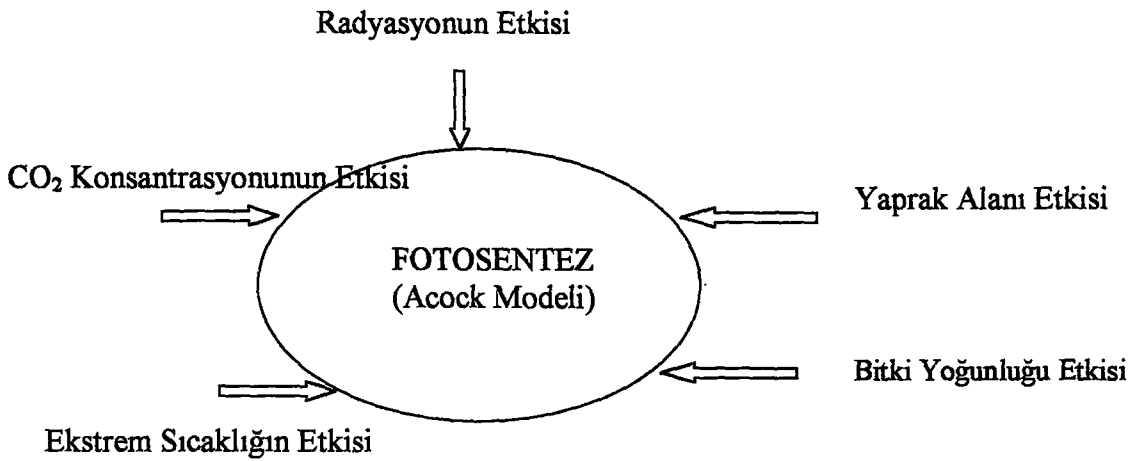 Radyasyonun Etkisi
CO₂ Konsantrasyonunun Etkisi
Yaprak Alanı Etkisi
FOTOSENTEZ
(Acock Modeli)
Bitki Yoğunluğu Etkisi
Ekstrem Sıcaklığın Etkisi